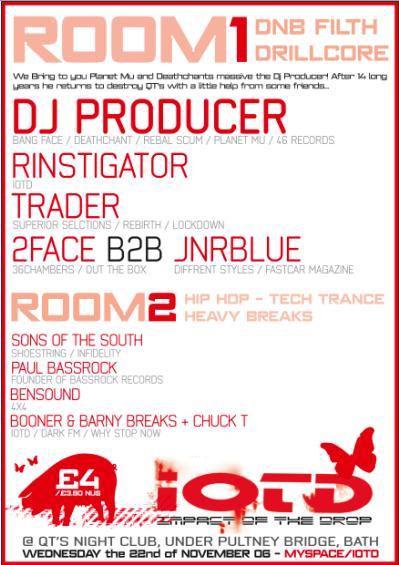 ROOM1 DNB FILTH
DRILLCORE
We Bring to you Planet Mu and Deathchants massive the Dj Producer! After 14 long
years he returns to destroy QT's with a little help from some friends...
DJ PRODUCER
BANG FACE / DEATHCHANT / REBAL SCUM / PLANET MU / 46 RECORDS
RINSTIGATOR
IOTD
TRADER
SUPERIOR SELCTIONS / REBIRTH / LOCKDOWN
2FACE B2B JNRBLUE
36CHAMBERS / OUT THE BOX DIFFRENT STYLES / FASTCAR MAGAZINE
ROOM2 HIP HOP - TECH TRANCE
HEAVY BREAKS
SONS OF THE SOUTH
SHOESTRING / INFIDELITY
PAUL BASSROCK
FOUNDER OF BASSROCK RECORDS
BENSOUND
4X4
BOONER & BARNY BREAKS + CHUCK T
IOTD / DARK FM / WHY STOP NOW
£4
/£3.50 NUS
IOTD
IMPACT OF THE DROP
@ QT'S NIGHT CLUB, UNDER PULTNEY BRIDGE, BATH
WEDNESDAY the 22nd of NOVEMBER 06 - MYSPACE/IOTD